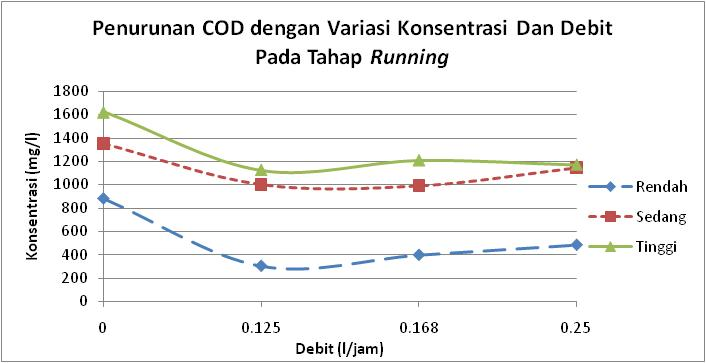 Penurunan COD dengan Variasi Konsentrasi Dan Debit
Pada Tahap Running
Konsentrasi (mg/l)
1800
1600
1400
1200
1000
800
600
400
200
0
0
0.125
0.168
0.25
Debit (l/jam)
Rendah
Sedang
Tinggi